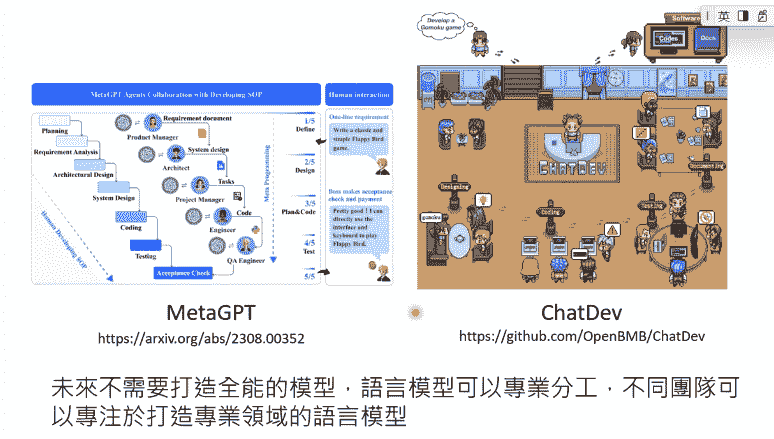 英
Develop a
Gomoku game
Software
Codes
Docs
MetaGPT Agents Collaboration with Developing SOP
Human interaction
Planning
Requirement Analysis
Architectural Design
System Design
Coding
Testing
Acceptance Check
Human Developing SOP
Requirement document
Product Manager
System design
Architect
Tasks
Project Manager
Code
Engineer
QA Engineer
Meta Programming
1/5
Define
2/5
Design
3/5
Plan&Code
4/5
Test
5/5
One-line requirement
Write a classic and
simple Flappy Bird
game.
Boss makes acceptance
check and payment
Pretty good ! I can
directly use the
interface and
keyboard to play
Flappy Bird.
CHATDEV
Designing
Coding
Testing
Documenting
MetaGPT
https://arxiv.org/abs/2308.00352
ChatDev
https://github.com/OpenBMB/ChatDev
未來不需要打造全能的模型，語言模型可以專業分工，不同團隊可
以專注於打造專業領域的語言模型